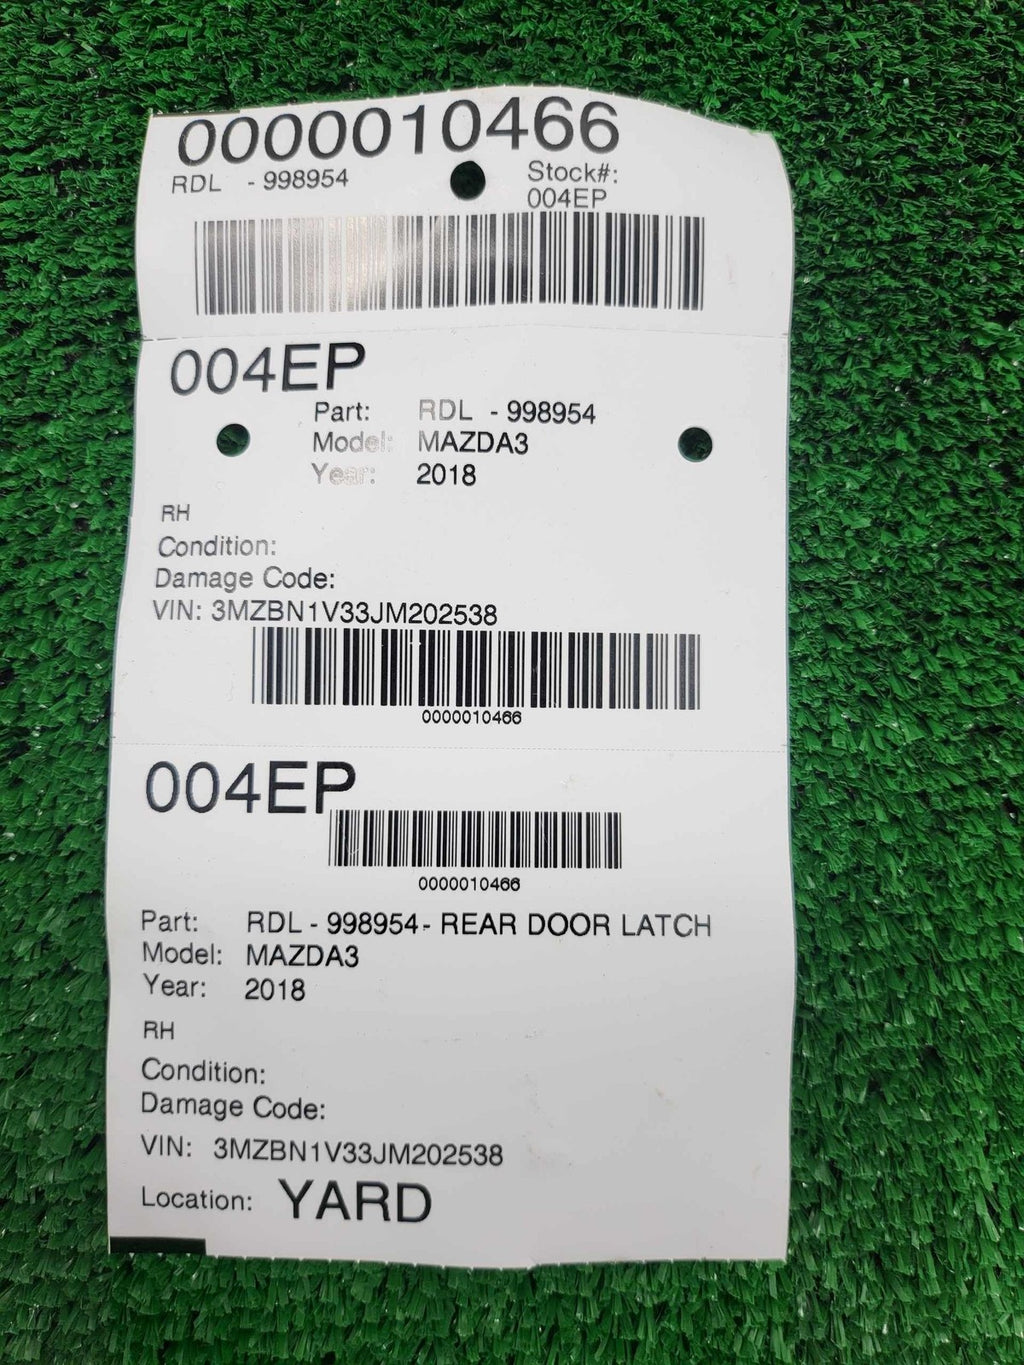 0000010466
RDL - 998954
Stock#:
004EP
004EP
Part: RDL - 998954
Model: MAZDA3
Year: 2018
RH
Condition:
Damage Code:
VIN: 3MZBN1V33JM202538
0000010466
004EP
0000010466
Part: RDL - 998954- REAR DOOR LATCH
Model: MAZDA3
Year: 2018
RH
Condition:
Damage Code:
VIN: 3MZBN1V33JM202538
Location: YARD